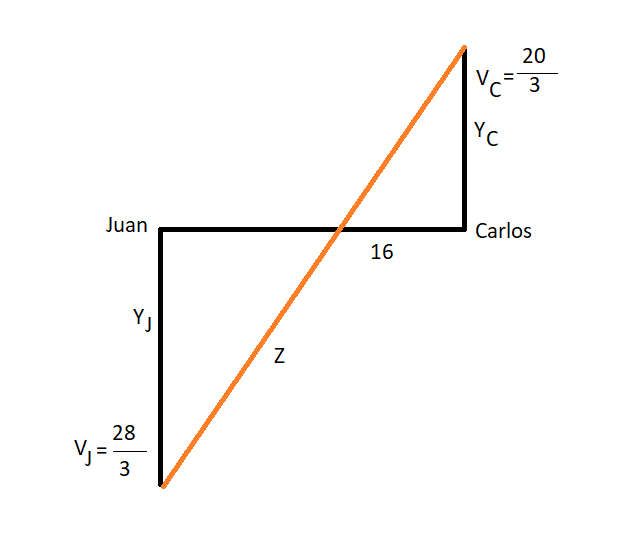 V_C = 20/3
Y_C
Juan
Carlos
16
Y_J
Z
V_J = 28/3